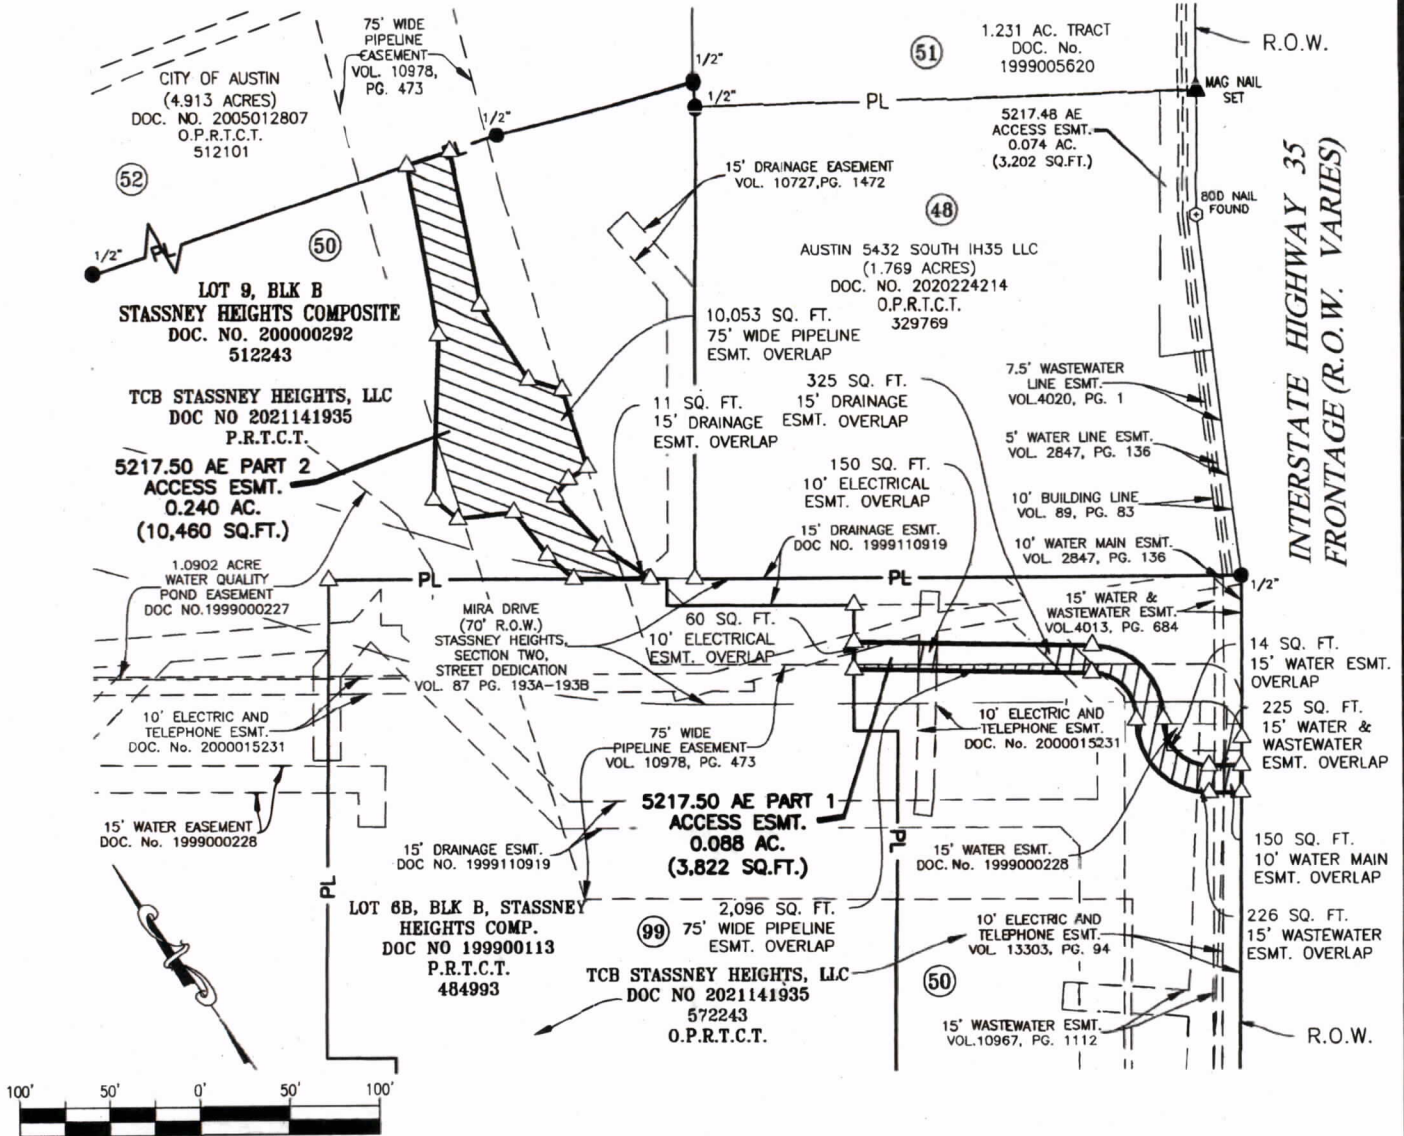 75' WIDE
PIPELINE
EASEMENT
VOL. 10978,
PG. 473
CITY OF AUSTIN
(4.913 ACRES)
DOC. NO. 2005012807
O.P.R.T.C.T.
512101
52
1/2"
PL
50
1/2"
1/2"
1/2"
51
1.231 AC. TRACT
DOC. No.
1999005620
R.O.W.
PL
MAG NAIL
SET
5217.48 AE
ACCESS ESMT.
0.074 AC.
(3,202 SQ.FT.)
80D NAIL
FOUND
INTERSTATE HIGHWAY 35
FRONTAGE (R.O.W. VARIES)
15' DRAINAGE EASEMENT
VOL. 10727,PG. 1472
48
AUSTIN 5432 SOUTH IH35 LLC
(1.769 ACRES)
DOC. NO. 2020224214
O.P.R.T.C.T.
329769
LOT 9, BLK B
STASSNEY HEIGHTS COMPOSITE
DOC. NO. 200000292
512243
TCB STASSNEY HEIGHTS, LLC
DOC NO 2021141935
P.R.T.C.T.
5217.50 AE PART 2
ACCESS ESMT.
0.240 AC.
(10,460 SQ.FT.)
10,053 SQ. FT.
75' WIDE PIPELINE
ESMT. OVERLAP
11 SQ. FT.
15' DRAINAGE
ESMT. OVERLAP
325 SQ. FT.
15' DRAINAGE
ESMT. OVERLAP
150 SQ. FT.
10' ELECTRICAL
ESMT. OVERLAP
15' DRAINAGE ESMT.
DOC NO. 1999110919
7.5' WASTEWATER
LINE ESMT.
VOL.4020, PG. 1
5' WATER LINE ESMT.
VOL. 2847, PG. 136
10' BUILDING LINE
VOL. 89, PG. 83
10' WATER MAIN ESMT.
VOL. 2847, PG. 136
1.0902 ACRE
WATER QUALITY
POND EASEMENT
DOC NO.1999000227
PL
PL
1/2"
MIRA DRIVE
(70' R.O.W.)
STASSNEY HEIGHTS,
SECTION TWO,
STREET DEDICATION
VOL. 87 PG. 193A-193B
60 SQ. FT.
10' ELECTRICAL
ESMT. OVERLAP
15' WATER &
WASTEWATER ESMT.
VOL.4013, PG. 684
14 SQ. FT.
15' WATER ESMT.
OVERLAP
225 SQ. FT.
15' WATER &
WASTEWATER
ESMT. OVERLAP
10' ELECTRIC AND
TELEPHONE ESMT.
DOC. No. 2000015231
75' WIDE
PIPELINE EASEMENT
VOL. 10978, PG. 473
10' ELECTRIC AND
TELEPHONE ESMT.
DOC. No. 2000015231
15' WATER EASEMENT
DOC. No. 1999000228
5217.50 AE PART 1
ACCESS ESMT.
0.088 AC.
(3,822 SQ.FT.)
15' DRAINAGE ESMT.
DOC NO. 1999110919
PL
15' WATER ESMT.
DOC. No. 1999000228
150 SQ. FT.
10' WATER MAIN
ESMT. OVERLAP
PL
LOT 6B, BLK B, STASSNEY
HEIGHTS COMP.
DOC NO 199900113
P.R.T.C.T.
484993
99
2,096 SQ. FT.
75' WIDE PIPELINE
ESMT. OVERLAP
10' ELECTRIC AND
TELEPHONE ESMT.
VOL 13303, PG. 94
226 SQ. FT.
15' WASTEWATER
ESMT. OVERLAP
TCB STASSNEY HEIGHTS, LLC
DOC NO 2021141935
572243
O.P.R.T.C.T.
50
15' WASTEWATER ESMT.
VOL.10967, PG. 1112
R.O.W.
100' 50' 0' 50' 100'